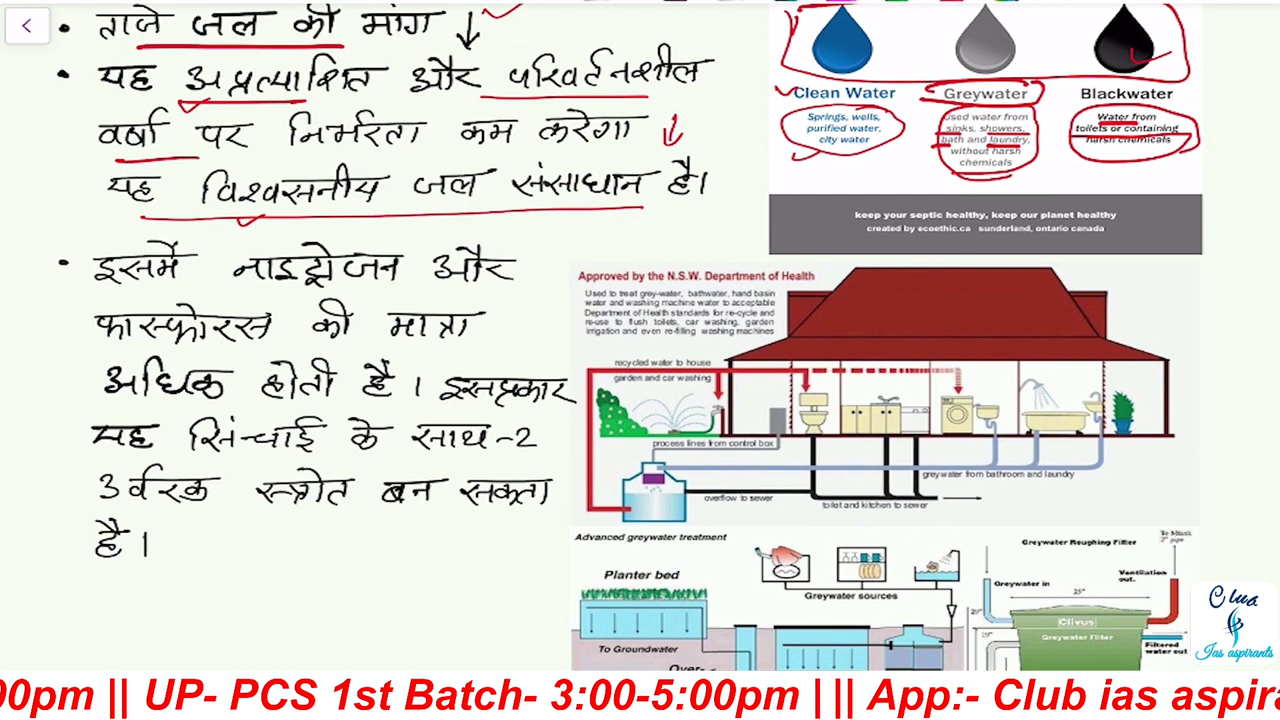 • ताजे जल की मांग ↓
• यह अप्रत्याशित और परिवर्तनशील
वर्षा पर निर्भरता कम करेगा ↓
यह विश्वसनीय जल संसाधान है।
• इसमें नाइट्रोजन और
फास्फोरस की मात्रा
अधिक होती है। इसप्रकार
यह सिंचाई के साथ-2
उर्वरक स्त्रोत बन सकता
है।
Clean Water
Springs, wells,
purified water,
city water
Greywater
used water from
sinks, showers,
bath and laundry,
without harsh
chemicals
Blackwater
Water from
toilets or containing
harsh chemicals
keep your septic healthy, keep our planet healthy
created by ecoethic.ca sunderland, ontario canada
Approved by the N.S.W. Department of Health
Used to treat grey-water, bathwater, hand basin
water and washing machine water to acceptable
Department of Health standards for re-cycle and
re-use to flush toilets, car washing, garden
irrigation and even re-filling washing machines
recycled water to house
garden and car washing
process lines from control box
greywater from bathroom and laundry
overflow to sewer
toilet and kitchen to sewer
Advanced greywater treatment
Planter bed
Greywater sources
To Groundwater
Over-
Greywater Roughing Filter
2" pipe
Greywater in
Ventilation
out.
25"
20"
Clivus
Greywater Filter
Filtered
water out
Club
Ias aspirants
00pm || UP- PCS 1st Batch- 3:00-5:00pm | || App:- Club ias aspira